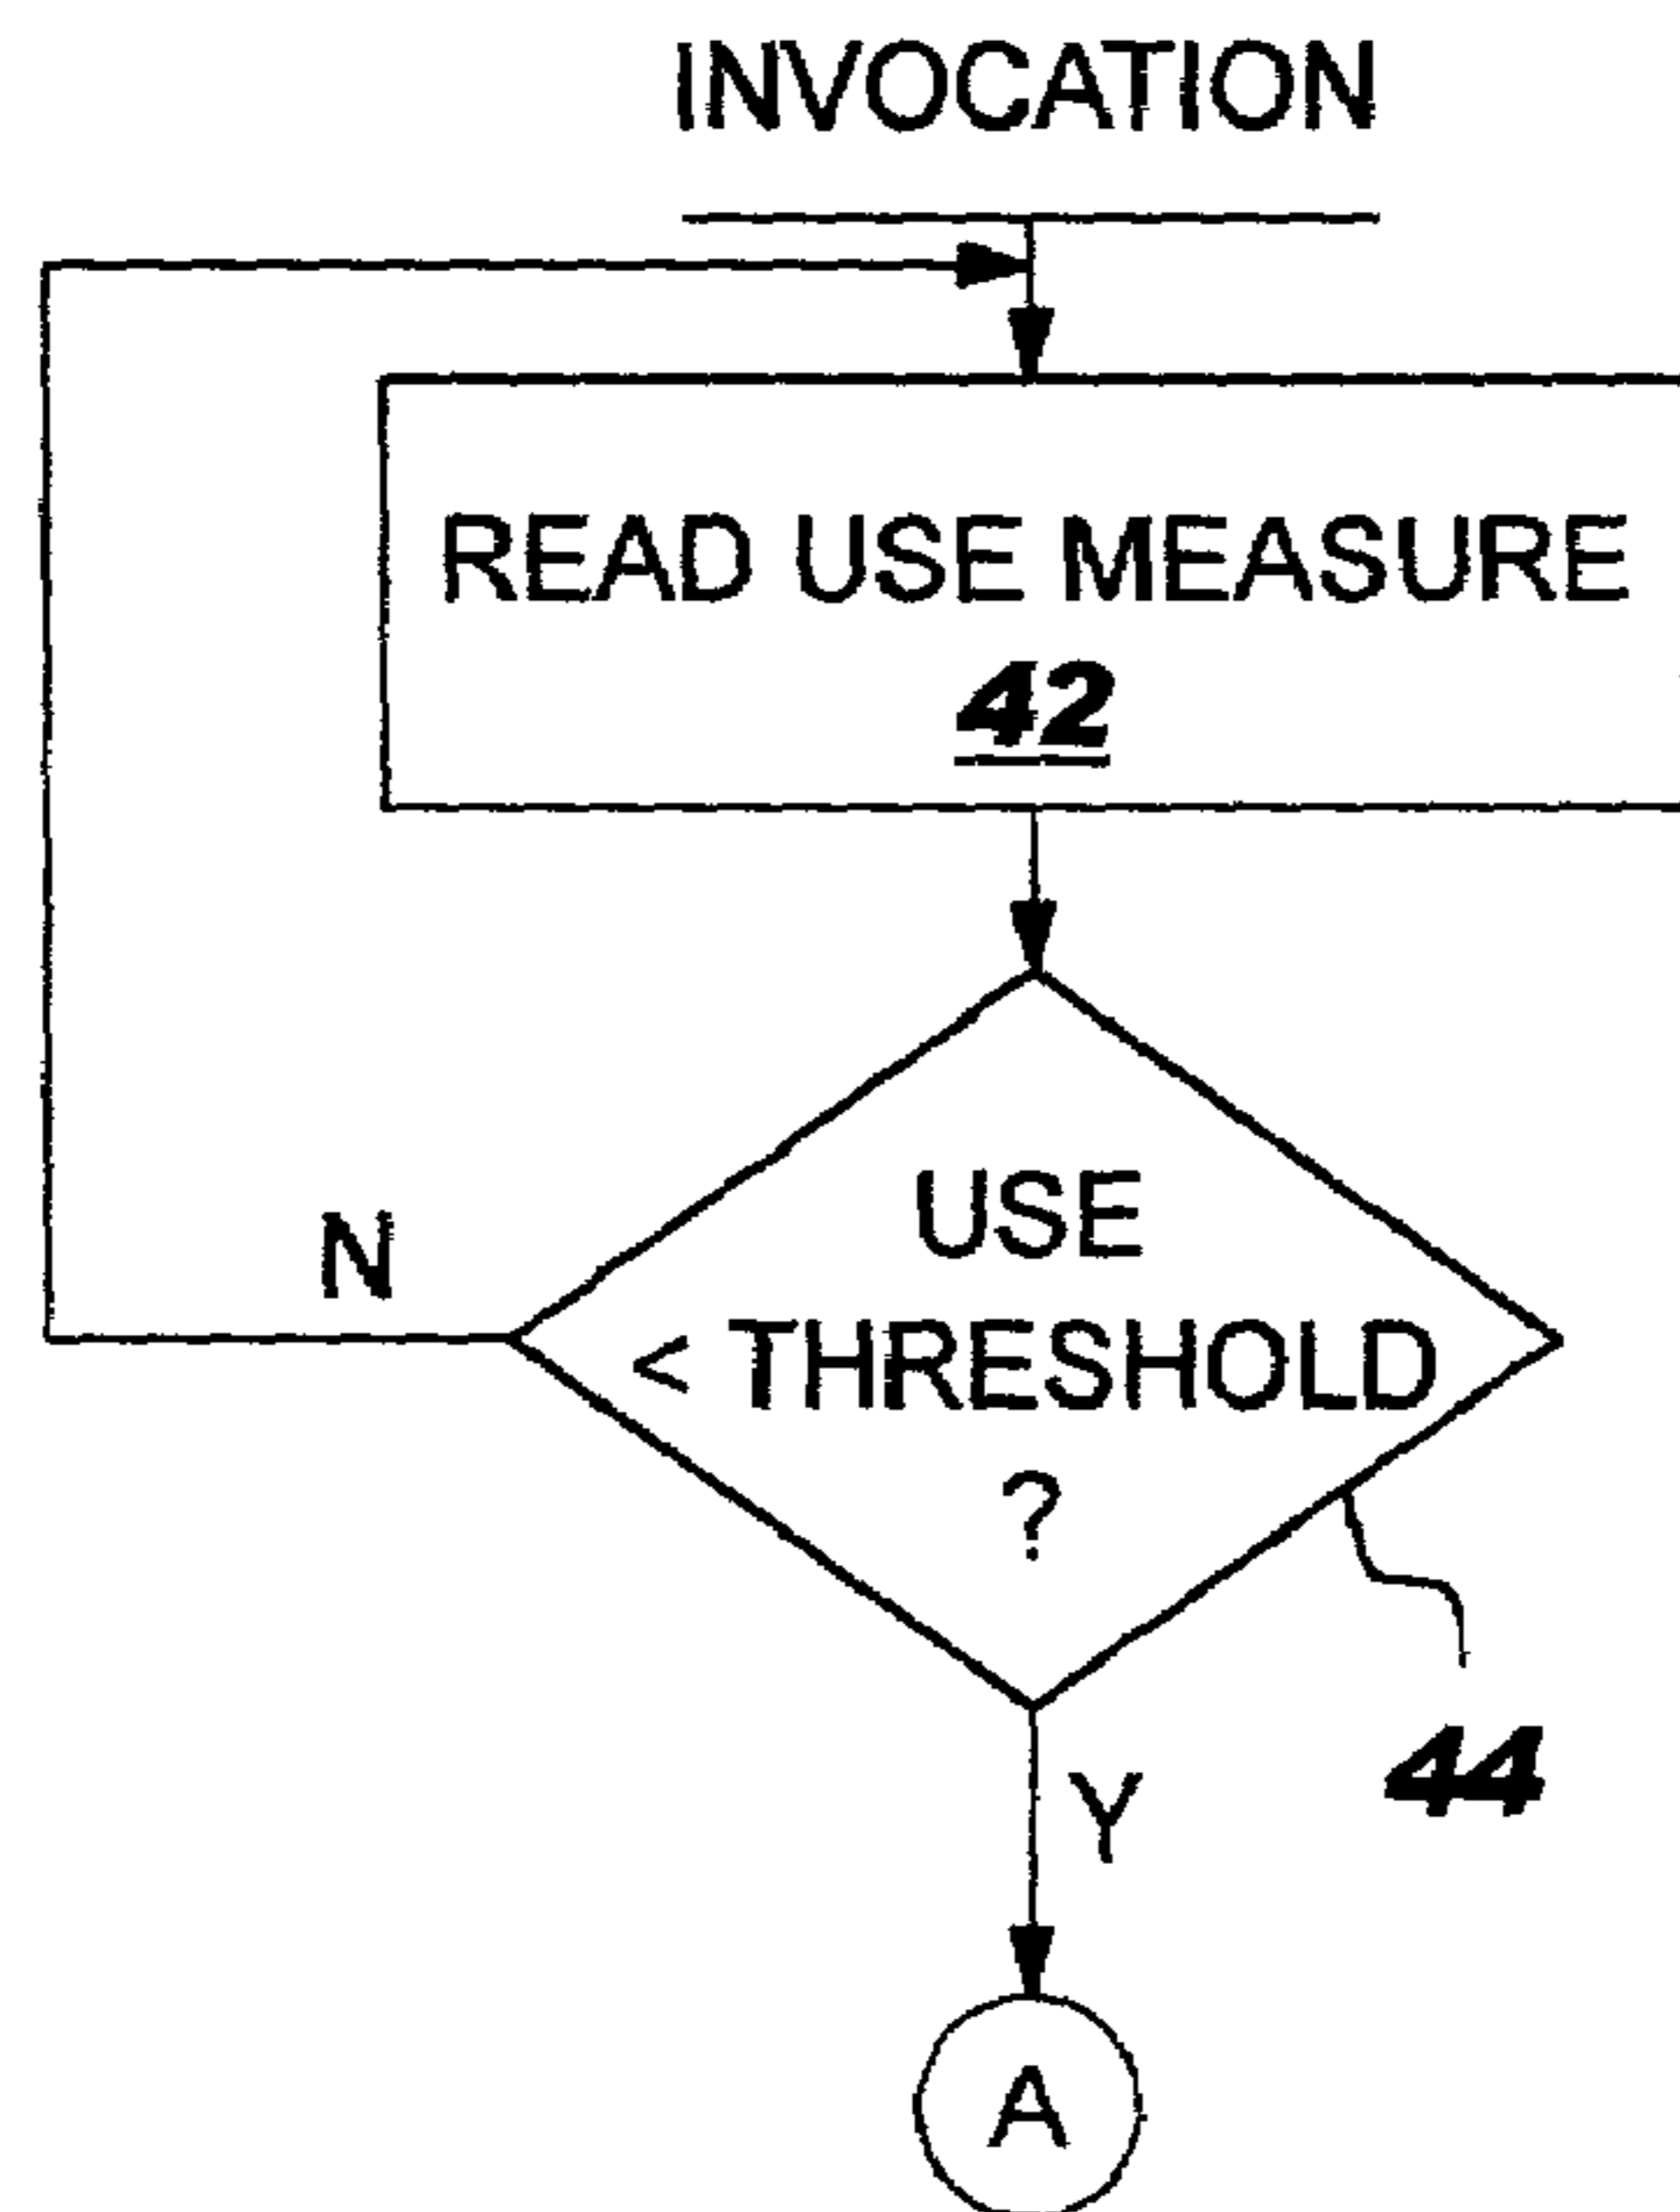 INVOCATION
READ USE MEASURE
42
N
USE
< THRESHOLD
?
44
Y
A